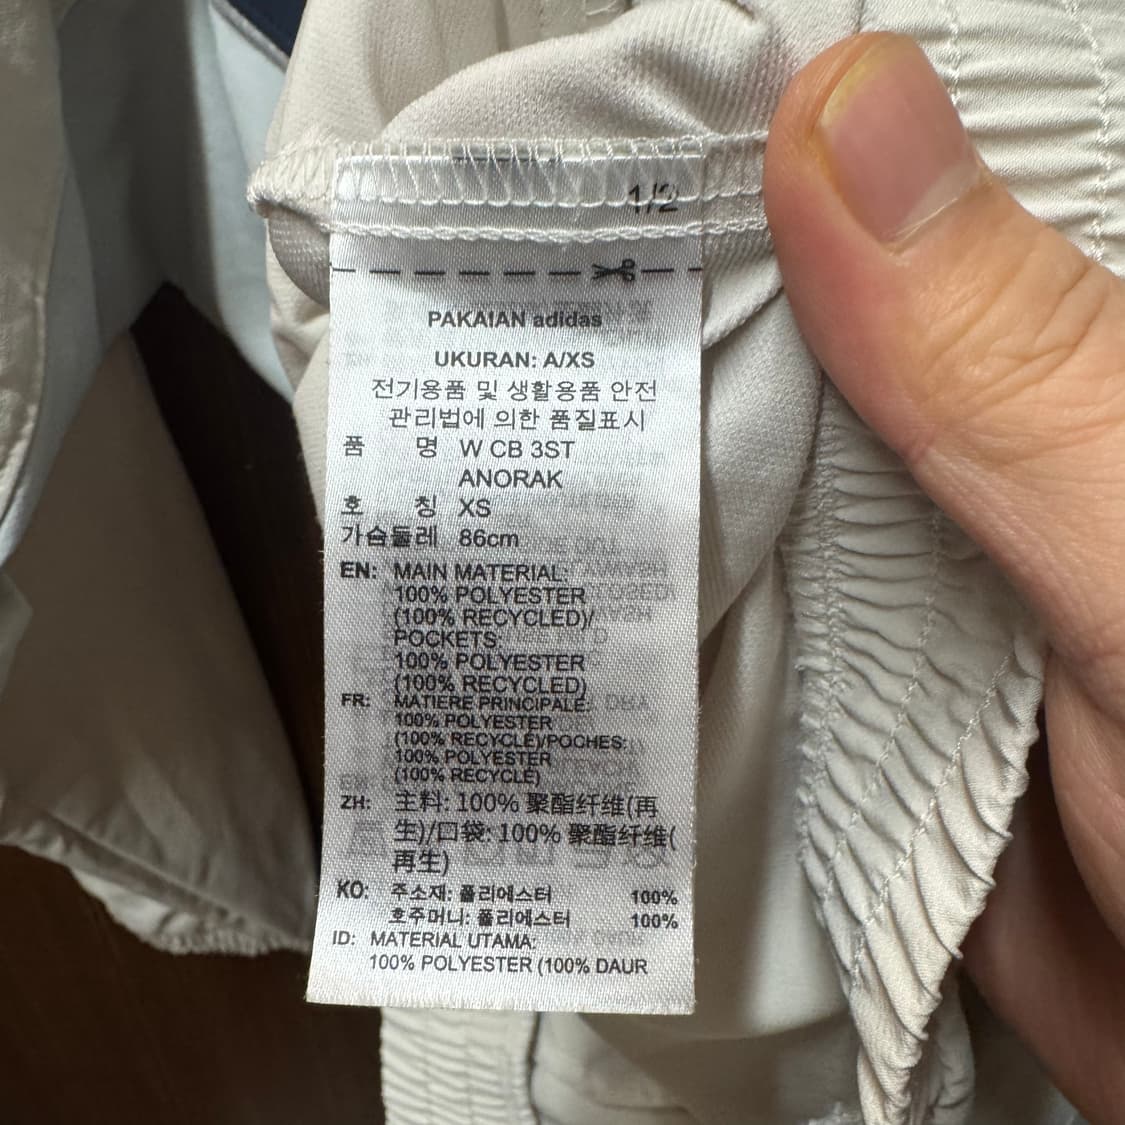 1/2
PAKAIAN adidas
UKURAN: A/XS
전기용품 및 생활용품 안전
관리법에 의한 품질표시
품 명 W CB 3ST
ANORAK
호 칭 XS
가슴둘레 86cm
EN: MAIN MATERIAL:
100% POLYESTER
(100% RECYCLED)/
POCKETS:
100% POLYESTER
(100% RECYCLED)
FR: MATIERE PRINCIPALE:
100% POLYESTER
(100% RECYCLE)/POCHES:
100% POLYESTER
(100% RECYCLE)
ZH: 主料: 100% 聚酯纤维(再
生)/口袋: 100% 聚酯纤维(
再生)
KO: 주소재: 폴리에스터 100%
호주머니: 폴리에스터 100%
ID: MATERIAL UTAMA:
100% POLYESTER (100% DAUR